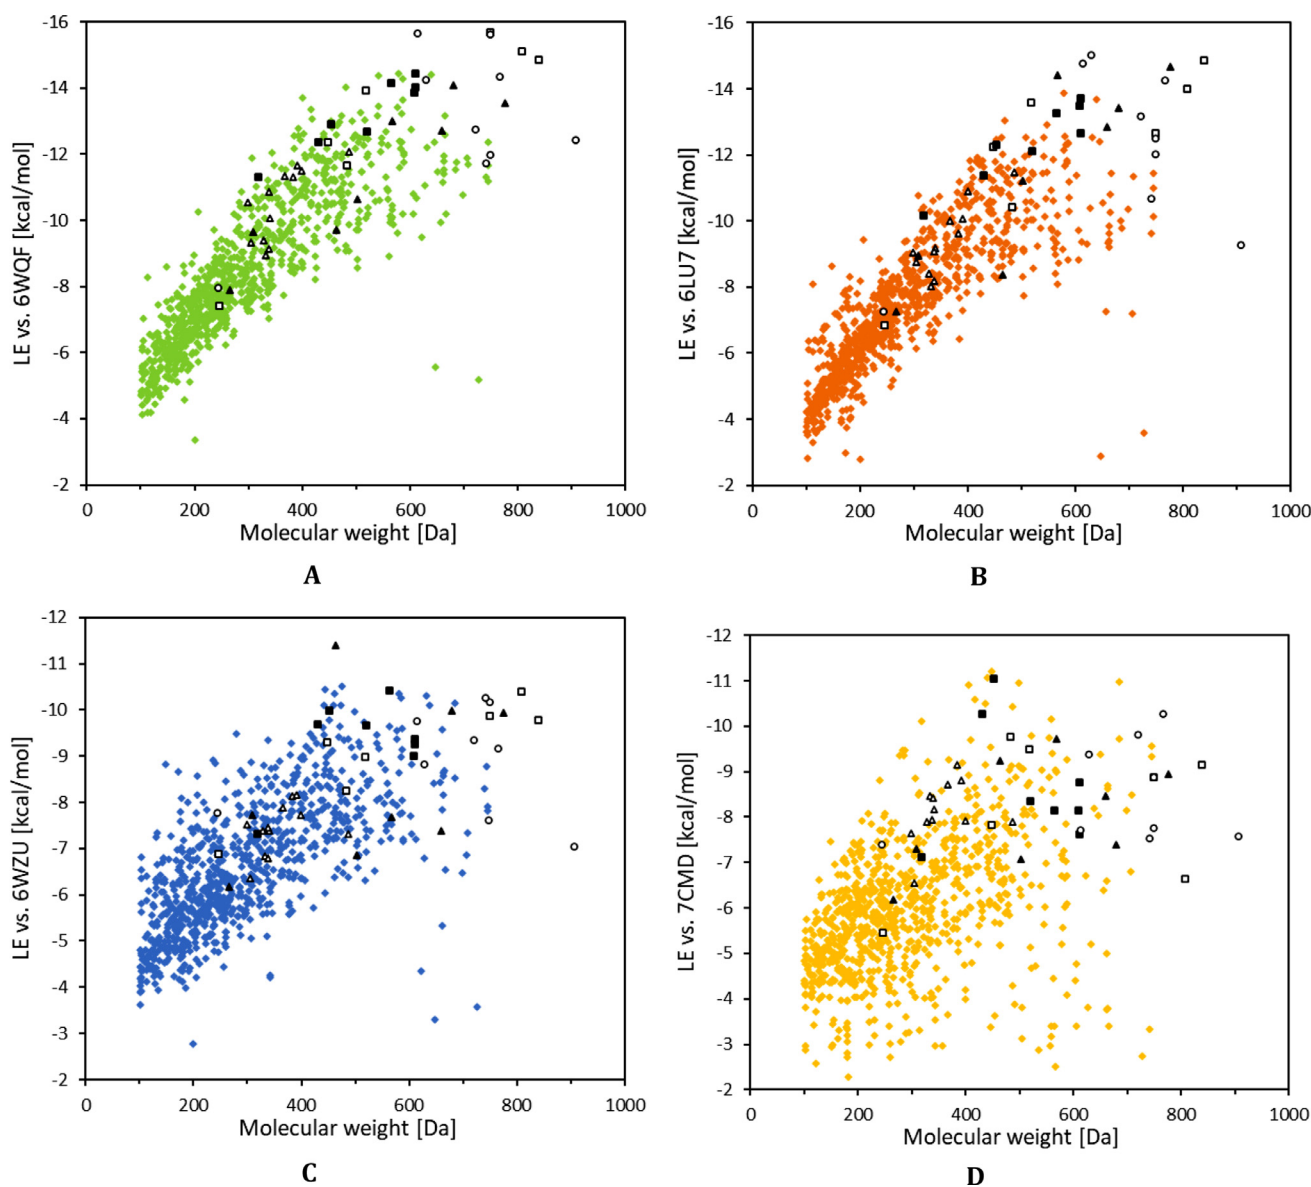 -16
-14
-12
-10
-8
-6
-4
-2
LE vs. 6WQF [kcal/mol]
0 200 400 600 800 1000
Molecular weight [Da]
A
-16
-14
-12
-10
-8
-6
-4
-2
LE vs. 6LU7 [kcal/mol]
0 200 400 600 800 1000
Molecular weight [Da]
B
-12
-11
-10
-9
-8
-7
-6
-5
-4
-3
-2
LE vs. 6WZU [kcal/mol]
0 200 400 600 800 1000
Molecular weight [Da]
C
-12
-11
-10
-9
-8
-7
-6
-5
-4
-3
-2
LE vs. 7CMD [kcal/mol]
0 200 400 600 800 1000
Molecular weight [Da]
D